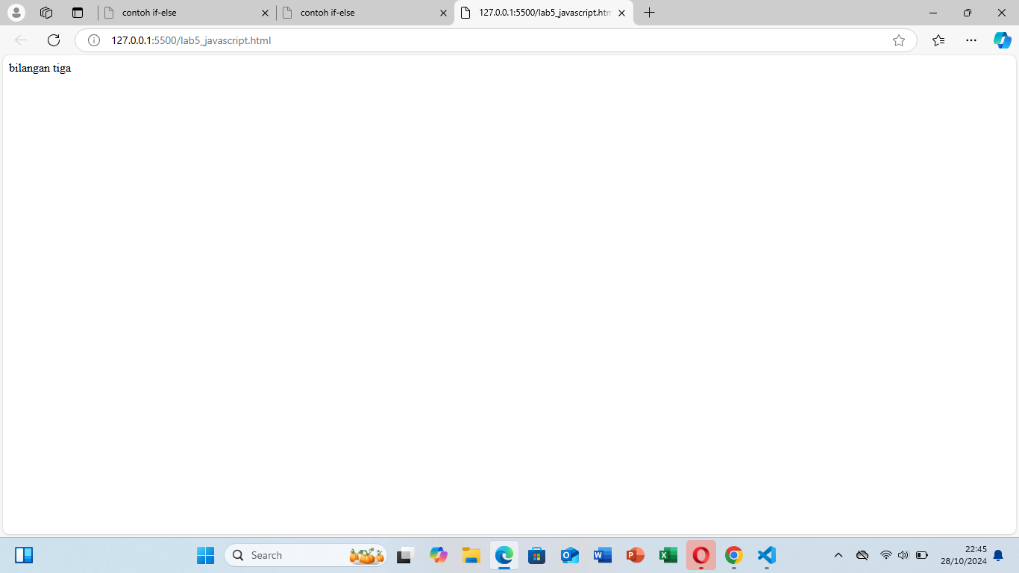 contoh if-else
contoh if-else
127.0.0.1:5500/lab5_javascript.htm
127.0.0.1:5500/lab5_javascript.html
bilangan tiga
Search
22:45
28/10/2024